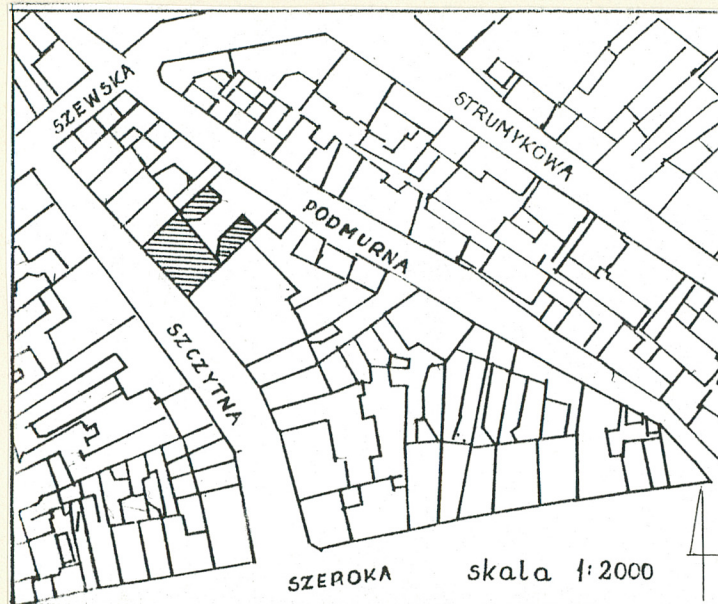 SZEWSKA
STRUMYKOWA
PODMURNA
SZCZYTNA
SZEROKA
skala 1:2000